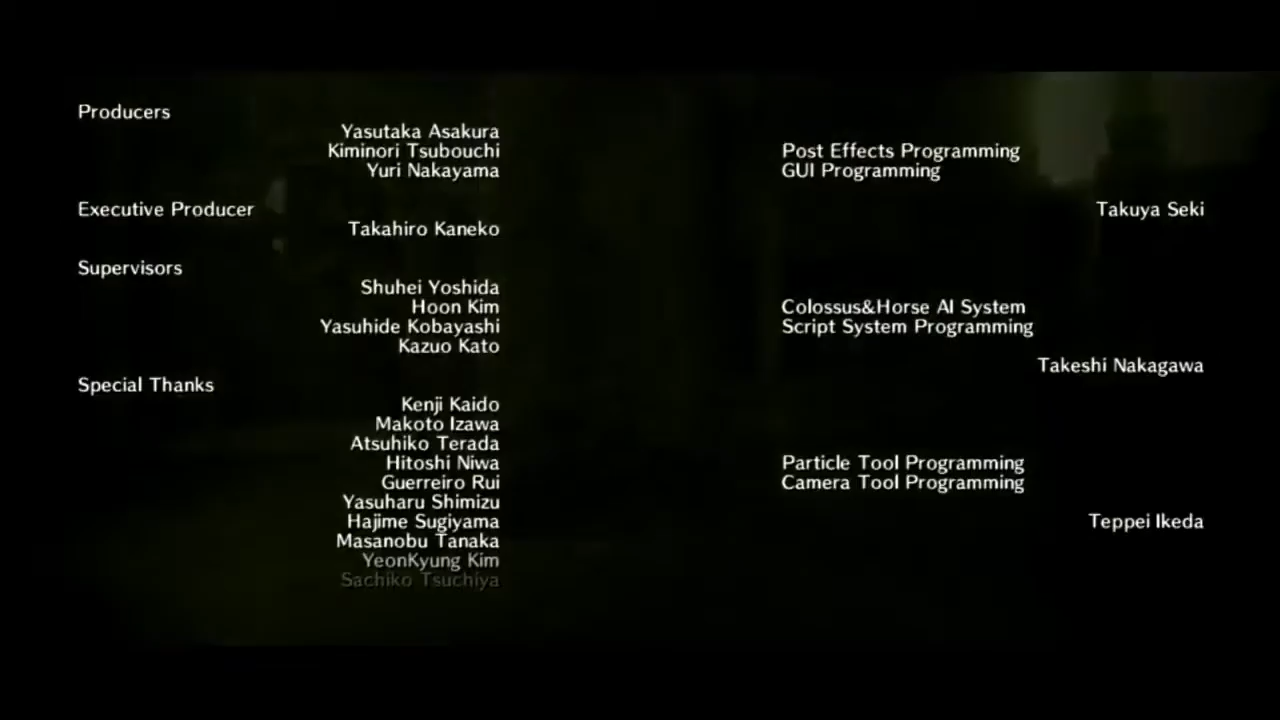 Producers
Yasutaka Asakura
Kiminori Tsubouchi
Yuri Nakayama
Executive Producer
Takahiro Kaneko
Supervisors
Shuhei Yoshida
Hoon Kim
Yasuhide Kobayashi
Kazuo Kato
Special Thanks
Kenji Kaido
Makoto Izawa
Atsuhiko Terada
Hitoshi Niwa
Guerreiro Rui
Yasuharu Shimizu
Hajime Sugiyama
Masanobu Tanaka
YeonKyung Kim
Sachiko Tsuchiya
Post Effects Programming
GUI Programming
Takuya Seki
Colossus&Horse AI System
Script System Programming
Takeshi Nakagawa
Particle Tool Programming
Camera Tool Programming
Teppei Ikeda